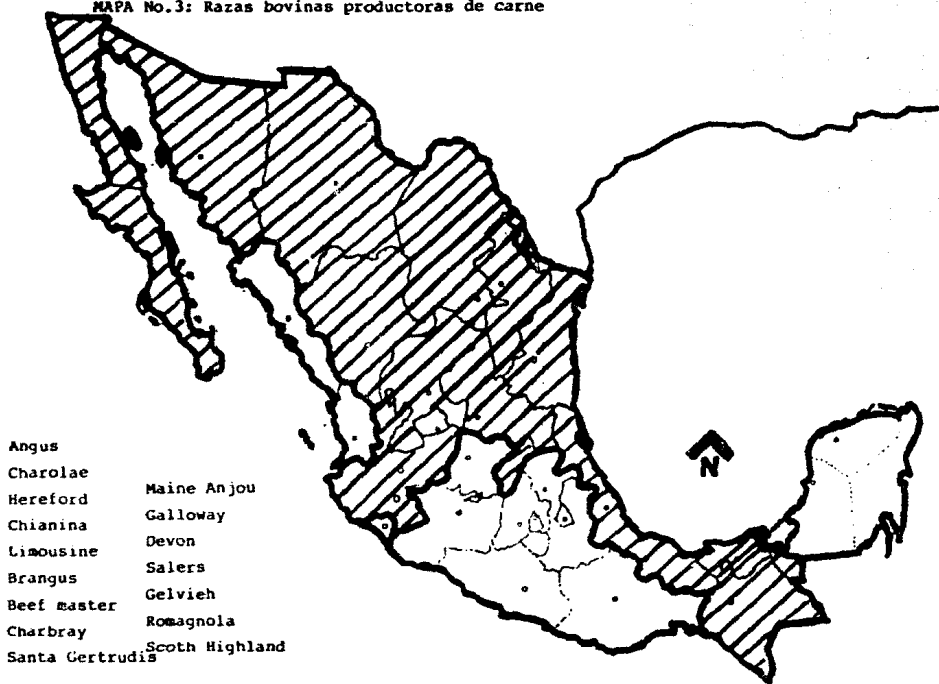 MAPA No.3: Razas bovinas productoras de carne
N
Angus
Charolae
Hereford
Chianina
Limousine
Brangus
Beef master
Charbray
Santa Gertrudis
Maine Anjou
Galloway
Devon
Salers
Gelvieh
Romagnola
Scoth Highland